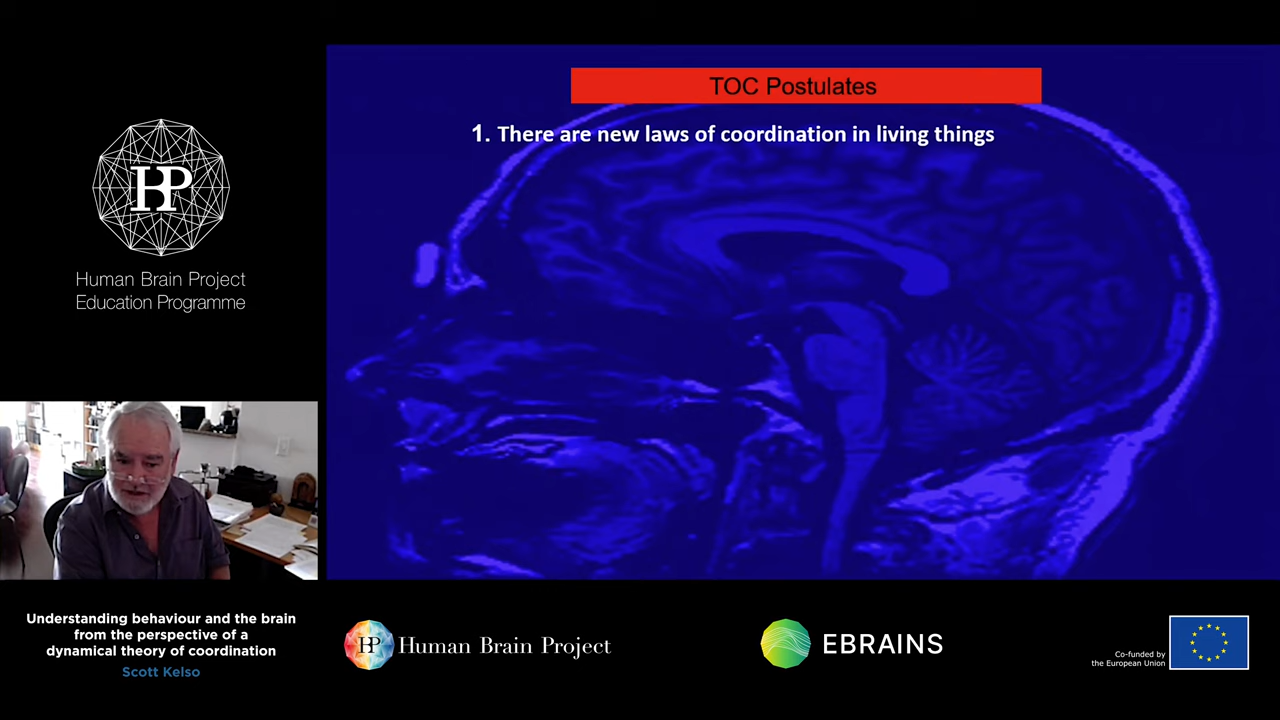 TOC Postulates
1. There are new laws of coordination in living things
HP
Human Brain Project
Education Programme
Understanding behaviour and the brain
from the perspective of a
dynamical theory of coordination
Scott Kelso
HP Human Brain Project
EBRAINS
Co-funded by
the European Union